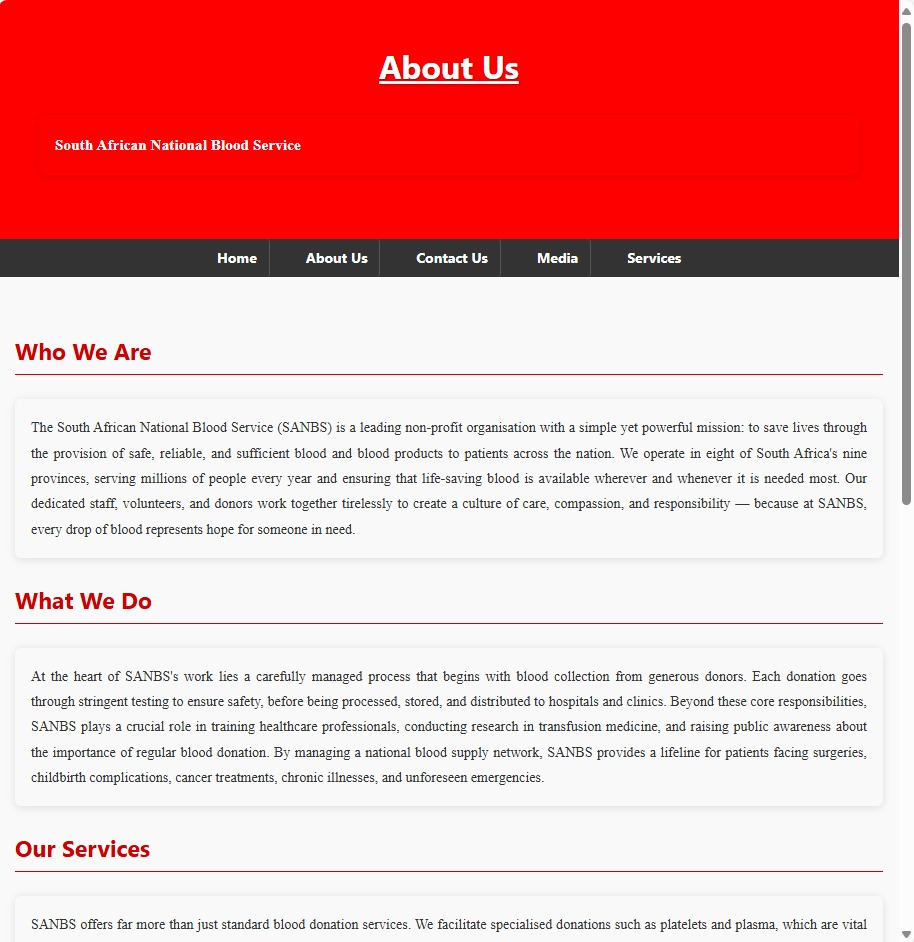 About Us
South African National Blood Service
Home About Us Contact Us Media Services
Who We Are
The South African National Blood Service (SANBS) is a leading non-profit organisation with a simple yet powerful mission: to save lives through
the provision of safe, reliable, and sufficient blood and blood products to patients across the nation. We operate in eight of South Africa's nine
provinces, serving millions of people every year and ensuring that life-saving blood is available wherever and whenever it is needed most. Our
dedicated staff, volunteers, and donors work together tirelessly to create a culture of care, compassion, and responsibility — because at SANBS,
every drop of blood represents hope for someone in need.
What We Do
At the heart of SANBS's work lies a carefully managed process that begins with blood collection from generous donors. Each donation goes
through stringent testing to ensure safety, before being processed, stored, and distributed to hospitals and clinics. Beyond these core responsibilities,
SANBS plays a crucial role in training healthcare professionals, conducting research in transfusion medicine, and raising public awareness about
the importance of regular blood donation. By managing a national blood supply network, SANBS provides a lifeline for patients facing surgeries,
childbirth complications, cancer treatments, chronic illnesses, and unforeseen emergencies.
Our Services
SANBS offers far more than just standard blood donation services. We facilitate specialised donations such as platelets and plasma, which are vital